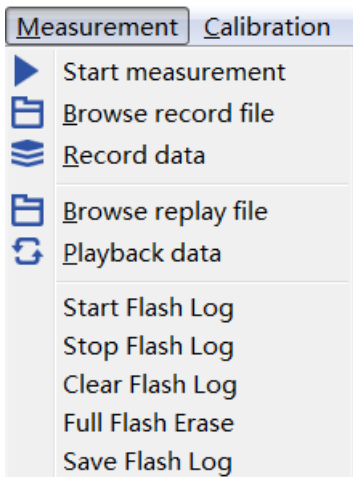 Measurement Calibration
Start measurement
Browse record file
Record data
Browse replay file
Playback data
Start Flash Log
Stop Flash Log
Clear Flash Log
Full Flash Erase
Save Flash Log